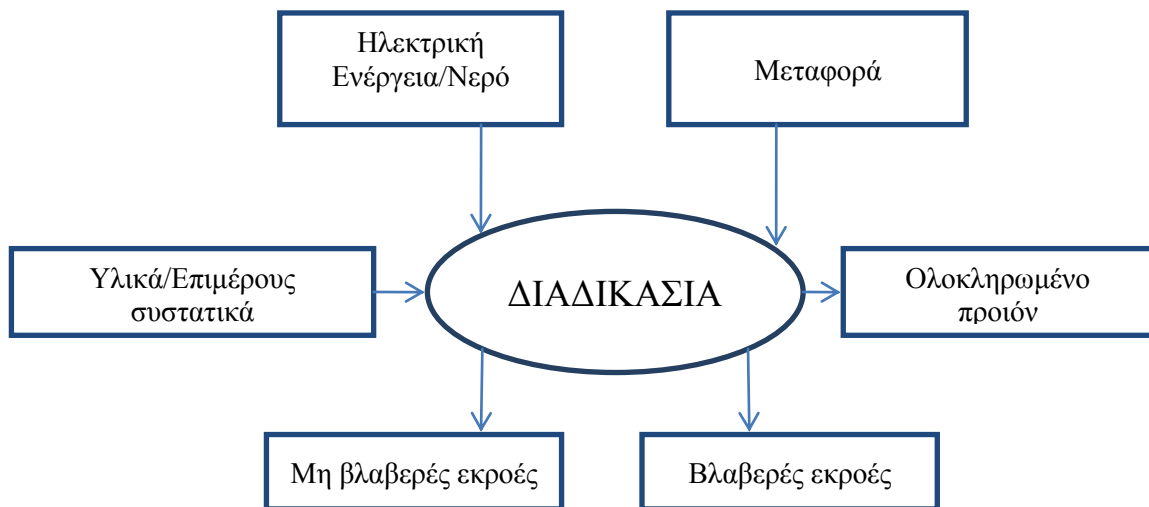 Ηλεκτρική
Ενέργεια/Νερό
Μεταφορά
Υλικά/Επιμέρους
συστατικά
ΔΙΑΔΙΚΑΣΙΑ
Ολοκληρωμένο
προιόν
Μη βλαβερές εκροές
Βλαβερές εκροές